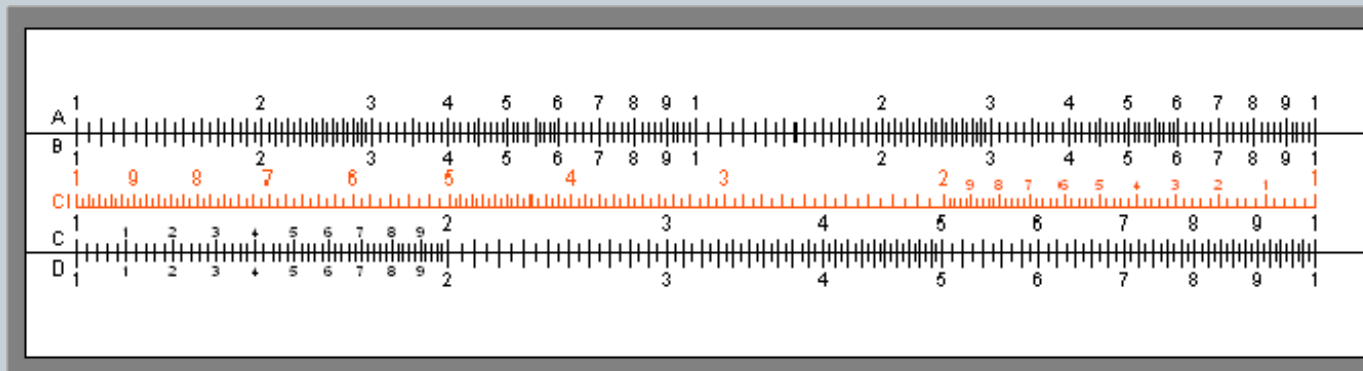 1 2 3 4 5 6 7 8 9 1 2 3 4 5 6 7 8 9 1
A
B
1 2 3 4 5 6 7 8 9 1 2 3 4 5 6 7 8 9 1
1 9 8 7 6 5 4 3 2 9 8 7 6 5 4 3 2 1 1
CI
1 1 2 3 4 5 6 7 8 9 2 3 4 5 6 7 8 9 1
C
D
1 1 2 3 4 5 6 7 8 9 2 3 4 5 6 7 8 9 1